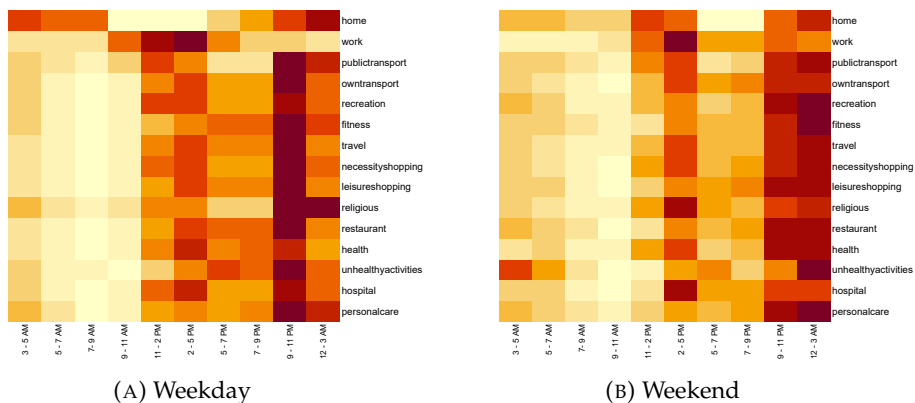 home
work
publictransport
owntransport
recreation
fitness
travel
necessityshopping
leisureshopping
religious
restaurant
health
unhealthyactivities
hospital
personalcare
3 - 5 AM
5 - 7 AM
7- 9 AM
9 - 11 AM
11 - 2 PM
2 - 5 PM
5 - 7 PM
7 - 9 PM
9 - 11 PM
12 - 3 AM
(A) Weekday
home
work
publictransport
owntransport
recreation
fitness
travel
necessityshopping
leisureshopping
religious
restaurant
health
unhealthyactivities
hospital
personalcare
3 - 5 AM
5 - 7 AM
7- 9 AM
9 - 11 AM
11 - 2 PM
2 - 5 PM
5 - 7 PM
7 - 9 PM
9 - 11 PM
12 - 3 AM
(B) Weekend